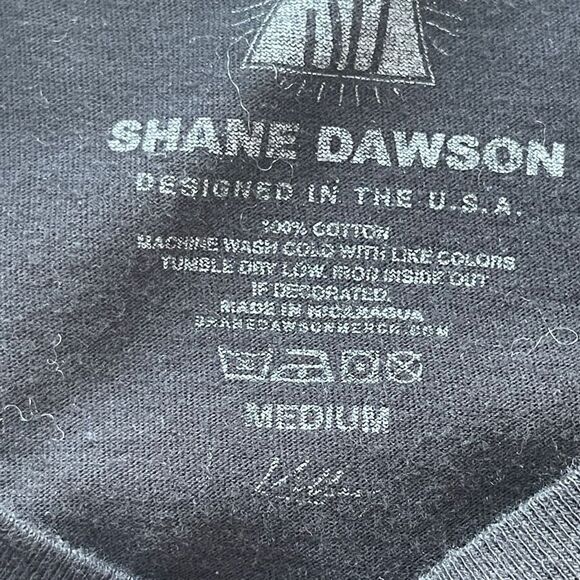 SHANE DAWSON
DESIGNED IN THE U.S.A.
100% COTTON
MACHINE WASH COLD WITH LIKE COLORS
TUMBLE DRY LOW, IRON INSIDE OUT
IF DECORATED.
MADE IN NICARAGUA
SHANEDAWSONMERCH.COM
MEDIUM